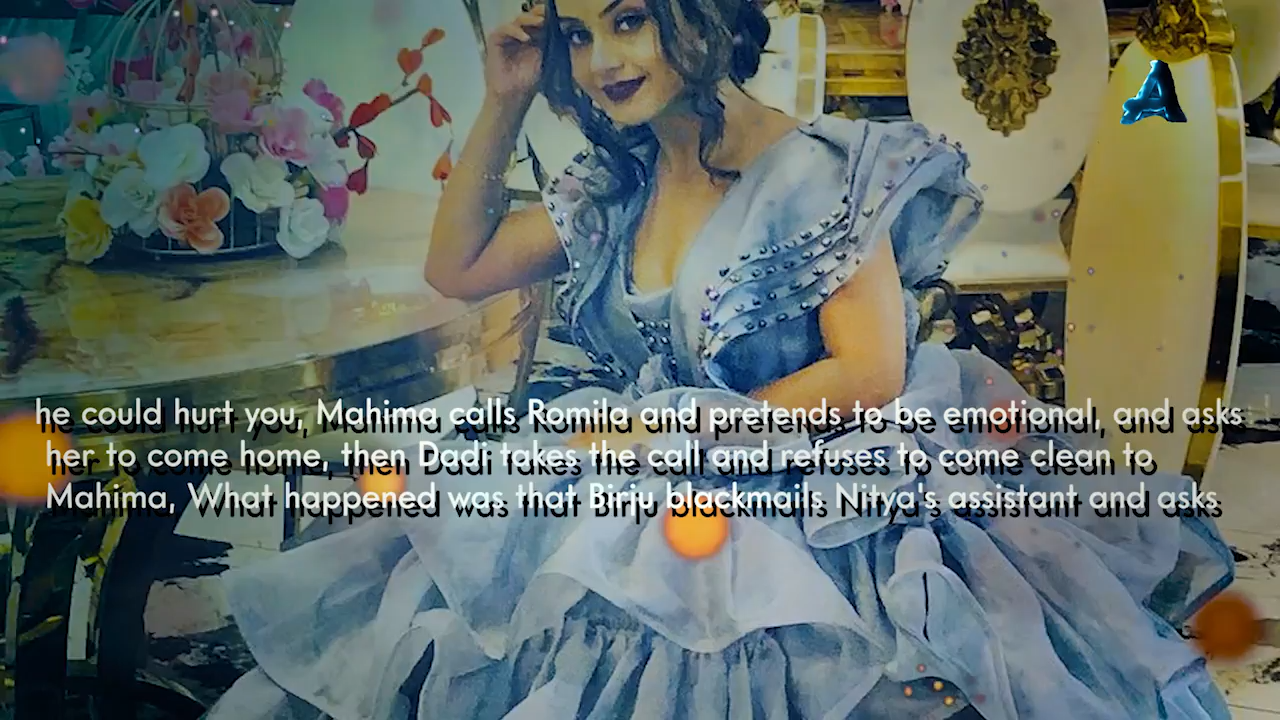 A
he could hurt you, Mahima calls Romila and pretends to be emotional, and asks
her to come home, then Dadi takes the call and refuses to come clean to
Mahima, What happened was that Birju blackmails Nitya's assistant and asks